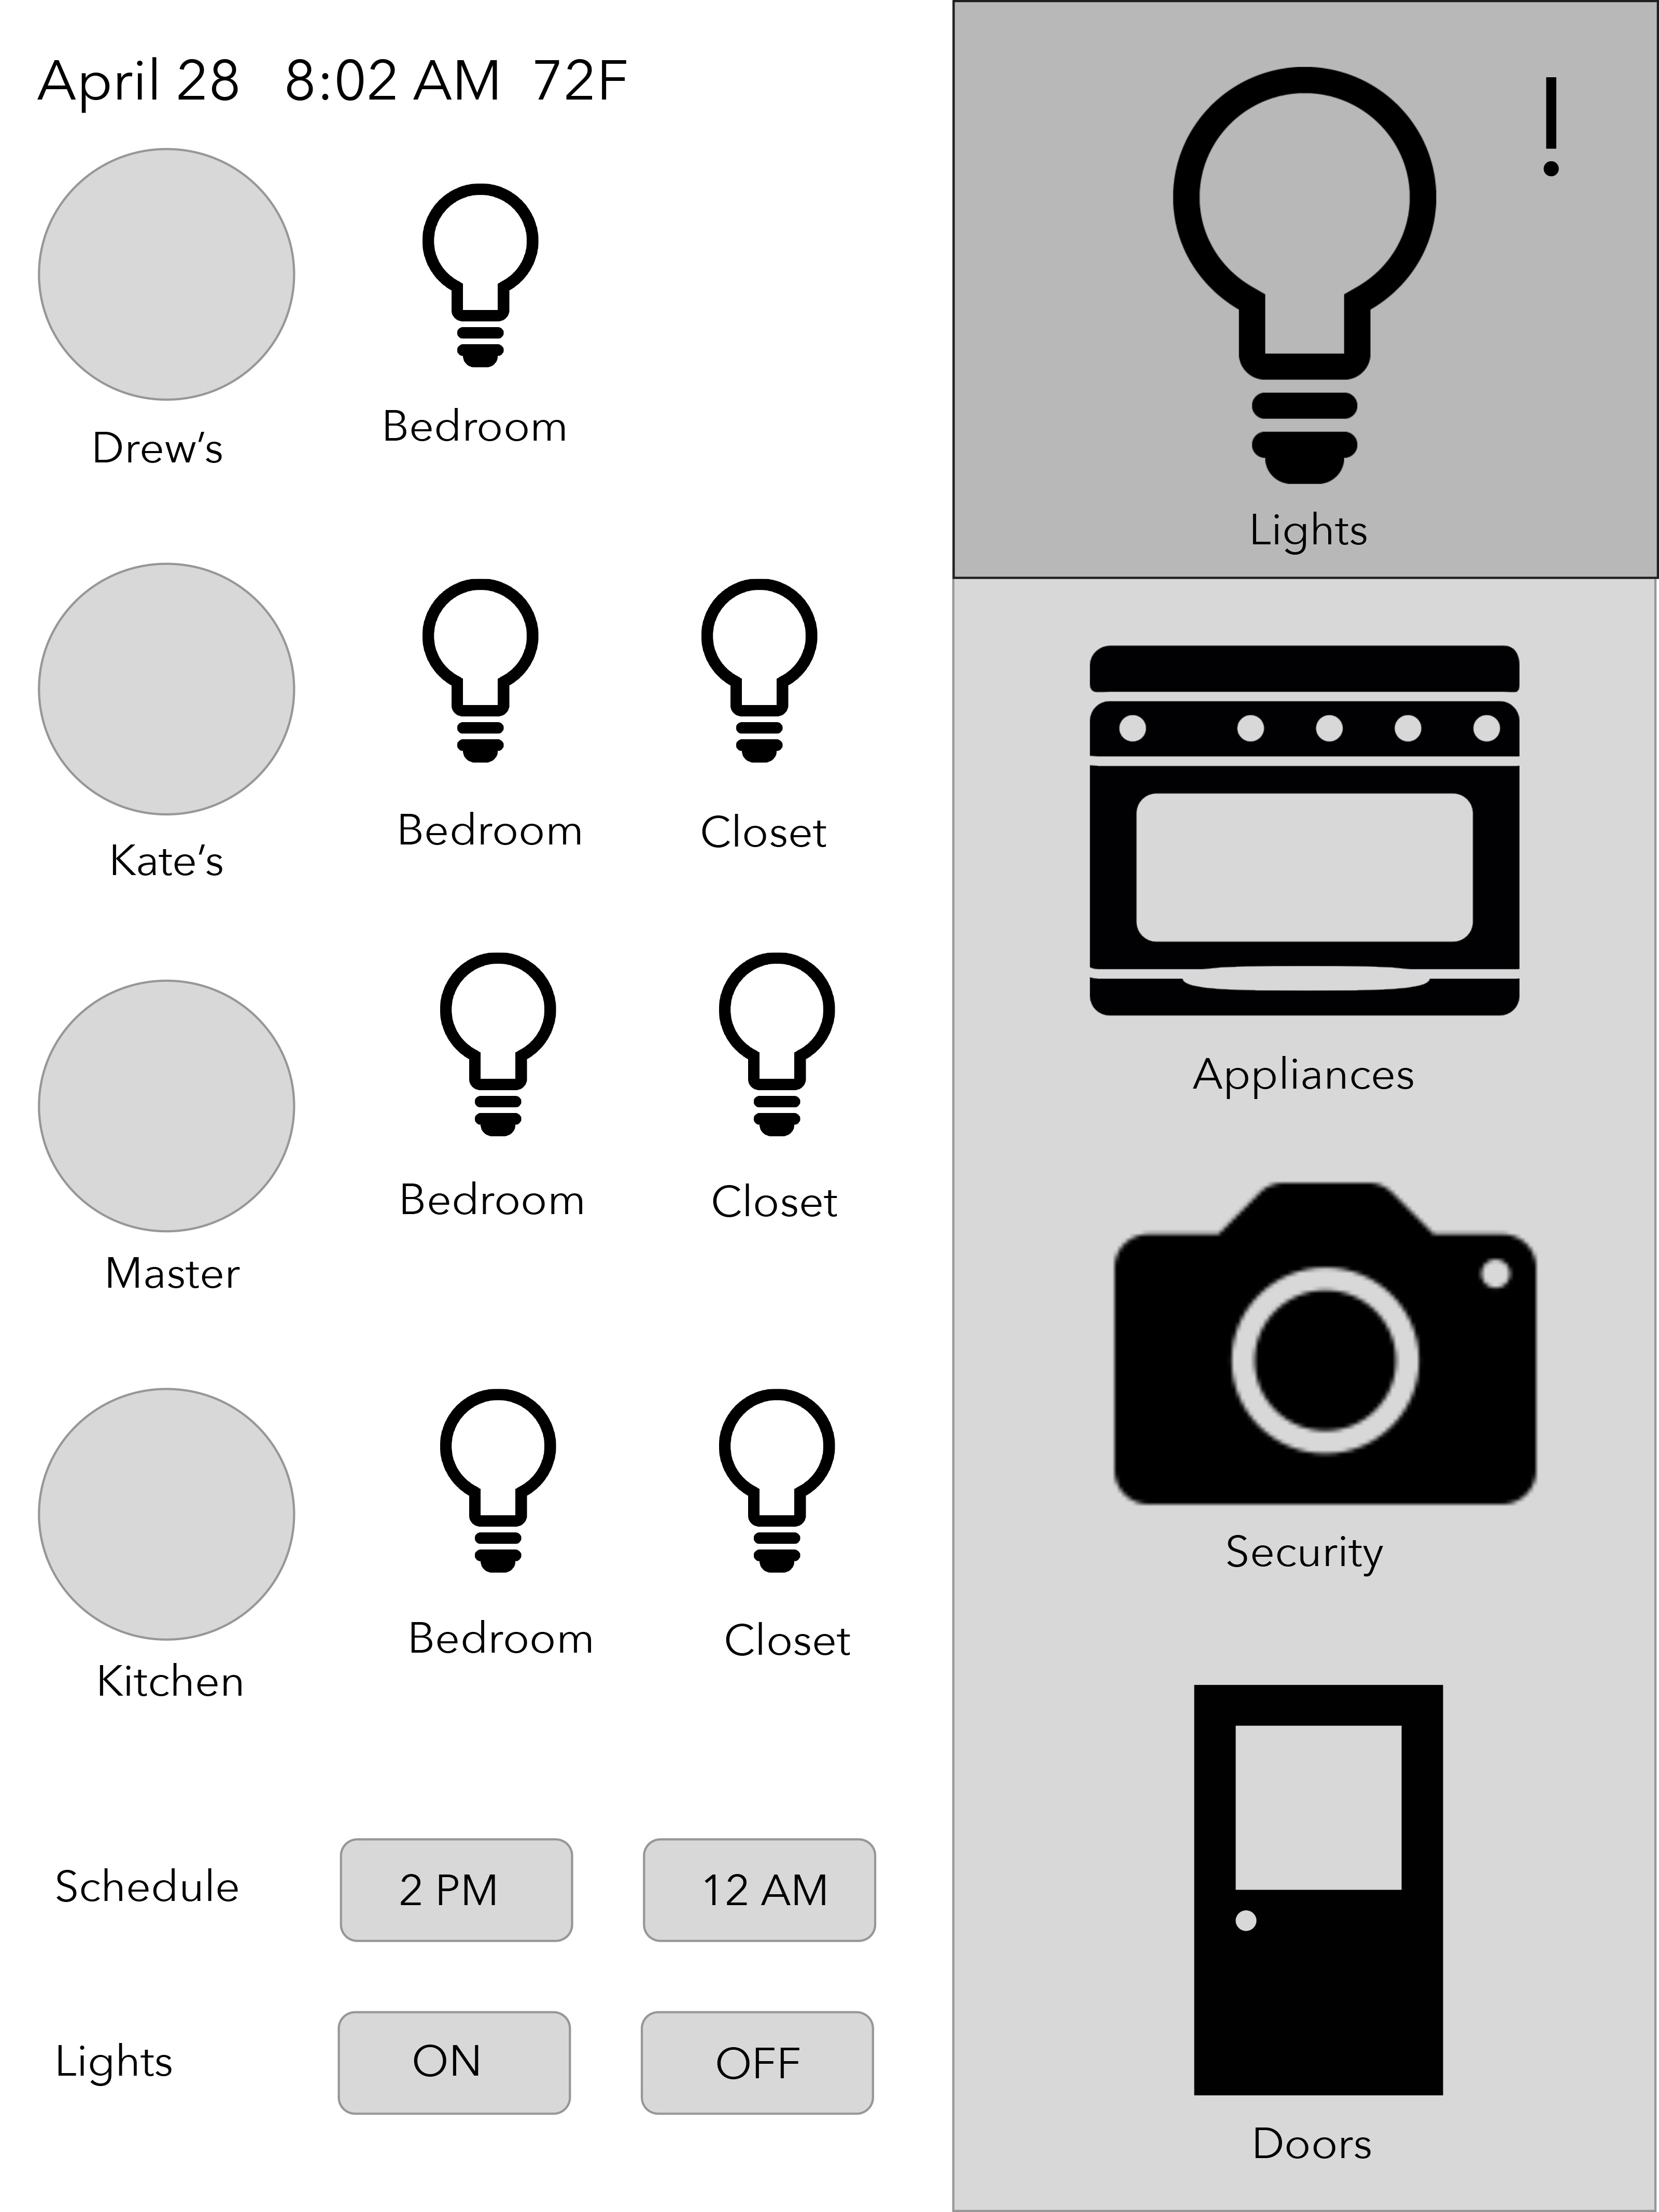 April 28 8:02 AM 72F
Drew’s
Bedroom
Kate’s
Bedroom
Closet
Master
Bedroom
Closet
Kitchen
Bedroom
Closet
Schedule
2 PM
12 AM
Lights
ON
OFF
!
Lights
Appliances
Security
Doors